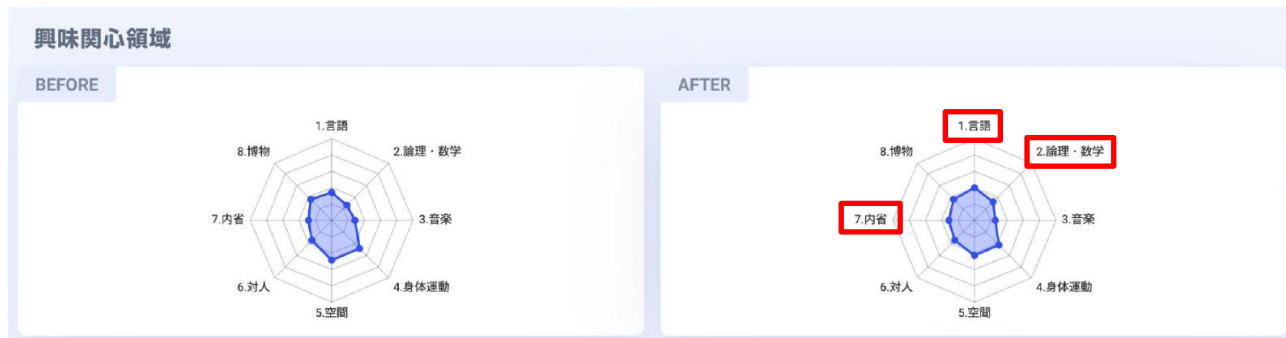 興味関心領域
BEFORE
1.言語
2.論理・数学
3.音楽
4.身体運動
5.空間
6.対人
7.内省
8.博物
AFTER
1.言語
2.論理・数学
3.音楽
4.身体運動
5.空間
6.対人
7.内省
8.博物